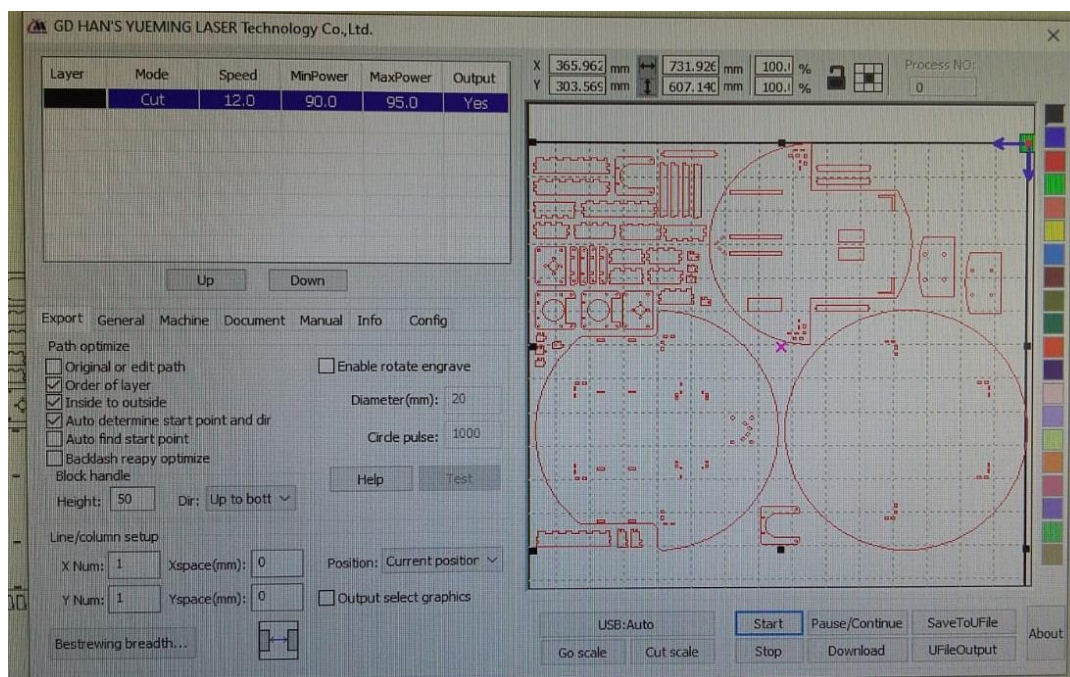 GD HAN'S YUEMING LASER Technology Co.,Ltd.
Layer Mode Speed MinPower MaxPower Output
Cut 12.0 90.0 95.0 Yes
X 365.962 mm 731.926 mm 100. % Process NO:
Y 303.569 mm 607.140 mm 100. % 0
Up Down
Export General Machine Document Manual Info Config
Path optimize
Original or edit path
Enable rotate engrave
Order of layer
Inside to outside
Diameter(mm): 20
Auto determine start point and dir
Auto find start point
Circle pulse: 1000
Backlash reapy optimize
Block handle
Help Test
Height: 50 Dir: Up to bott
Line/column setup
X Num: 1 Xspace(mm): 0 Position: Current position
Y Num: 1 Yspace(mm): 0 Output select graphics
Bestrewing breadth...
USB:Auto Start Pause/Continue SaveToUFile
About
Go scale Cut scale Stop Download UFileOutput